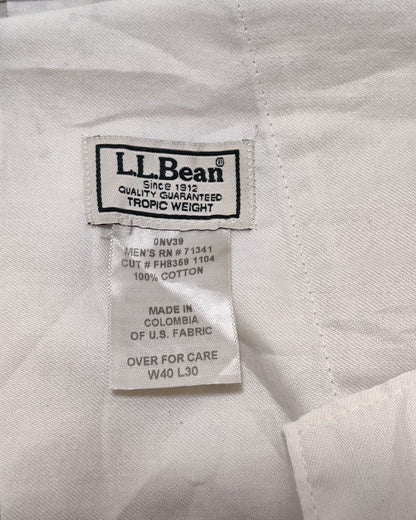 L.L.Bean®
Since 1912
QUALITY GUARANTEED
TROPIC WEIGHT
0NV39
MEN'S RN # 71341
CUT # FH8359 1104
100% COTTON
MADE IN
COLOMBIA
OF U.S. FABRIC
OVER FOR CARE
W40 L30